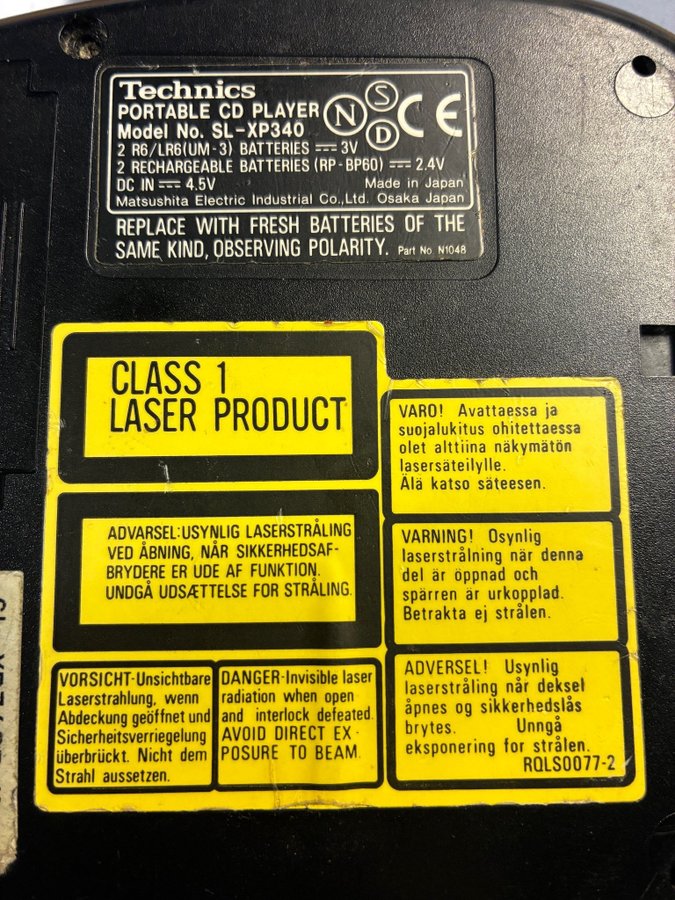 Technics
PORTABLE CD PLAYER
Model No. SL-XP340
N S D CE
2 R6/LR6(UM-3) BATTERIES ⎓ 3V
2 RECHARGEABLE BATTERIES (RP-BP60) ⎓ 2.4V
DC IN ⎓ 4.5V Made in Japan
Matsushita Electric Industrial Co.,Ltd. Osaka Japan
REPLACE WITH FRESH BATTERIES OF THE
SAME KIND, OBSERVING POLARITY. Part No. N1048
CLASS 1
LASER PRODUCT
ADVARSEL:USYNLIG LASERSTRÅLING
VED ÅBNING, NÅR SIKKERHEDSAF-
BRYDERE ER UDE AF FUNKTION.
UNDGÅ UDSÆTTELSE FOR STRÅLING.
VORSICHT-Unsichtbare
Laserstrahlung, wenn
Abdeckung geöffnet und
Sicherheitsverriegelung
überbrückt. Nicht dem
Strahl aussetzen.
DANGER-Invisible laser
radiation when open
and interlock defeated.
AVOID DIRECT EX-
POSURE TO BEAM.
VARO! Avattaessa ja
suojalukitus ohitettaessa
olet alttiina näkymätön
lasersäteilylle.
Älä katso säteesen.
VARNING! Osynlig
laserstrålning när denna
del är öppnad och
spärren är urkopplad.
Betrakta ej strålen.
ADVERSEL! Usynlig
laserstråling når deksel
åpnes og sikkerhedslås
brytes. Unngå
eksponering for strålen.
RQLS0077-2